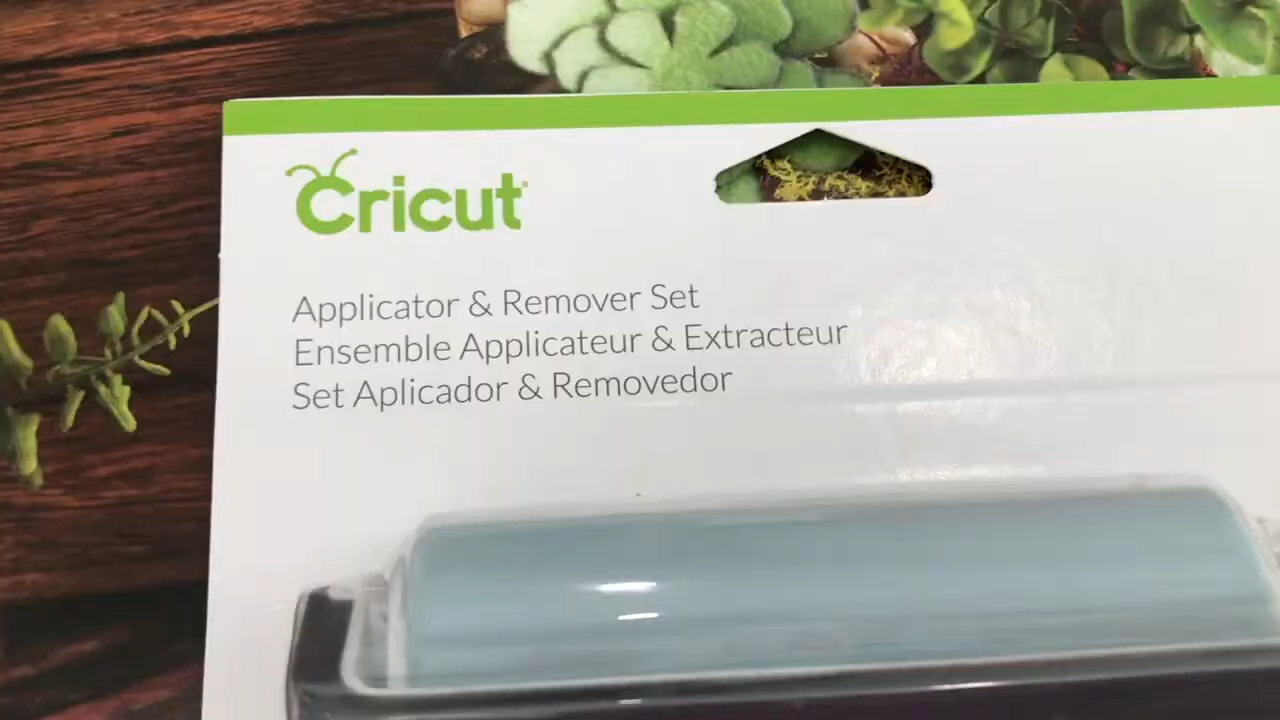 Cricut
Applicator & Remover Set
Ensemble Applicateur & Extracteur
Set Aplicador & Removedor